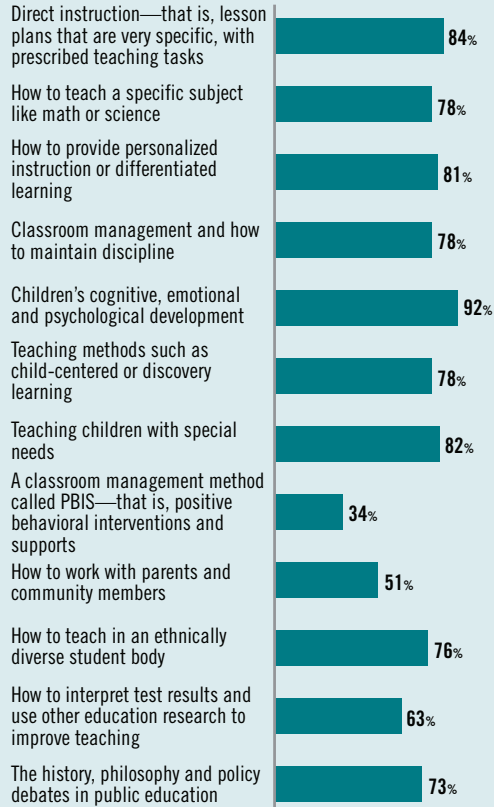 Direct instruction—that is, lesson
plans that are very specific, with
prescribed teaching tasks
84%
How to teach a specific subject
like math or science
78%
How to provide personalized
instruction or differentiated
learning
81%
Classroom management and how
to maintain discipline
78%
Children's cognitive, emotional
and psychological development
92%
Teaching methods such as
child-centered or discovery
learning
78%
Teaching children with special
needs
82%
A classroom management method
called PBIS—that is, positive
behavioral interventions and
supports
34%
How to work with parents and
community members
51%
How to teach in an ethnically
diverse student body
76%
How to interpret test results and
use other education research to
improve teaching
63%
The history, philosophy and policy
debates in public education
73%